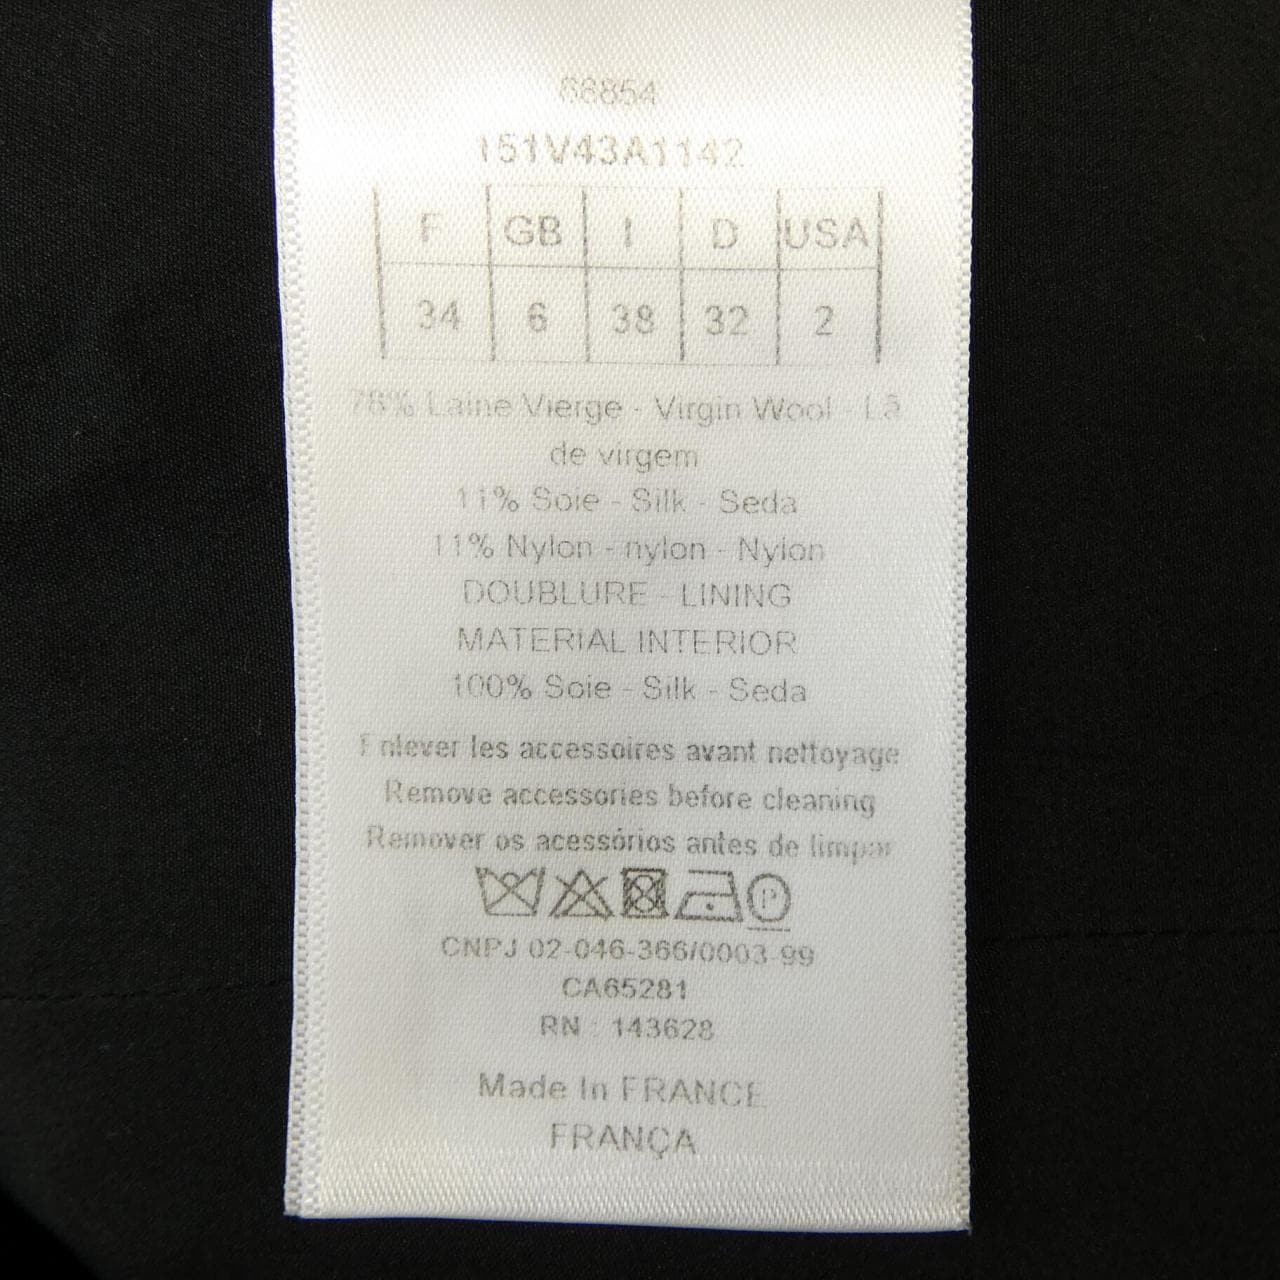 66854
151V43A1142
F GB I D USA
34 6 38 32 2
78% Laine Vierge - Virgin Wool - Lã
de virgem
11% Soie - Silk - Seda
11% Nylon - nylon - Nylon
DOUBLURE - LINING
MATERIAL INTERIOR
100% Soie - Silk - Seda
Enlever les accessoires avant nettoyage
Remove accessories before cleaning
Remover os acessórios antes de limpar
P
CNPJ 02-046-366/0003-99
CA65281
RN : 143628
Made In FRANCE
FRANÇA